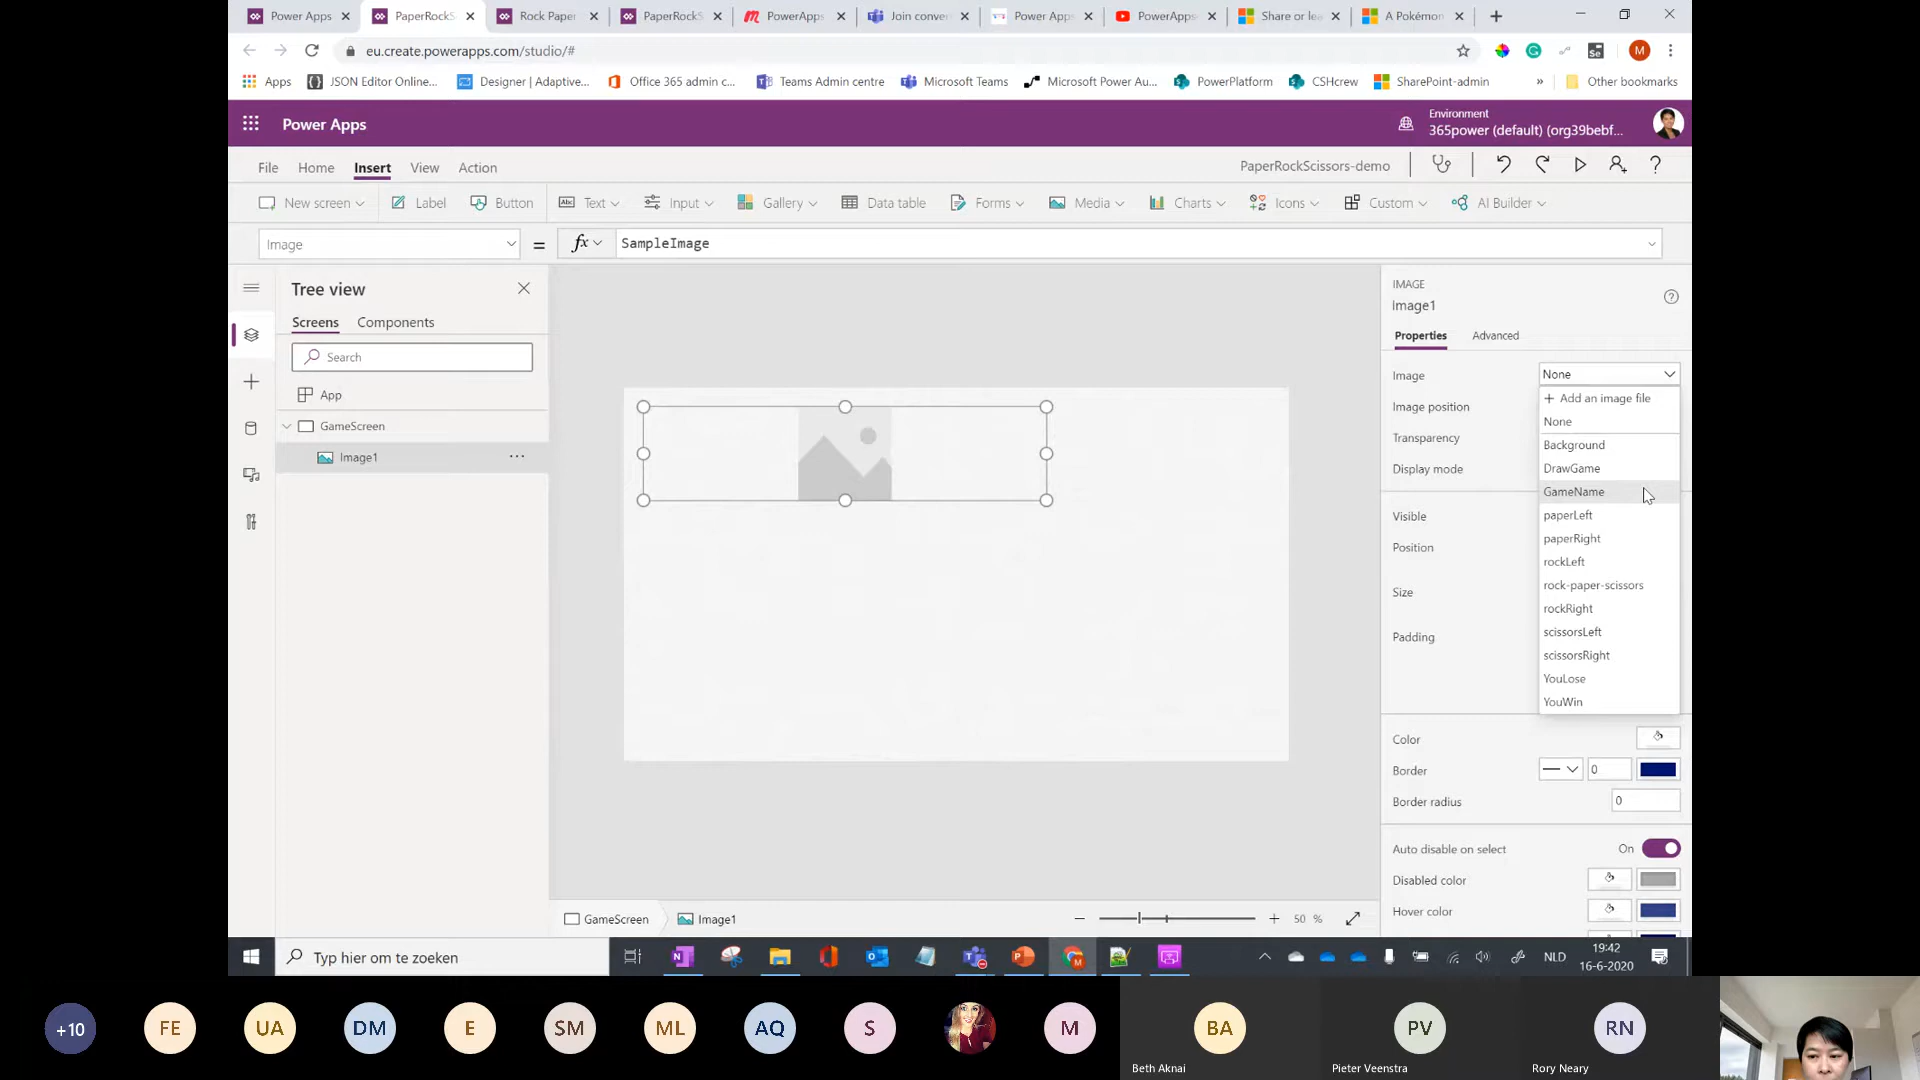 Power Apps
PaperRockS
Rock Paper
PaperRockS
PowerApps
Join conver
Power Apps
PowerApps
Share or lea
A Pokémon
eu.create.powerapps.com/studio/#
M
Apps
JSON Editor Online...
Designer | Adaptive...
Office 365 admin c...
Teams Admin centre
Microsoft Teams
Microsoft Power Au...
PowerPlatform
CSHcrew
SharePoint-admin
»
Other bookmarks
Power Apps
Environment
365power (default) (org39bebf...
File
Home
Insert
View
Action
PaperRockScissors-demo
?
New screen
Label
Button
Text
Input
Gallery
Data table
Forms
Media
Charts
Icons
Custom
AI Builder
Image
=
fx
SampleImage
Tree view
Screens
Components
Search
App
GameScreen
Image1
...
IMAGE
Image1
Properties
Advanced
Image
None
Image position
Transparency
Display mode
Visible
Position
Size
Padding
+ Add an image file
None
Background
DrawGame
GameName
paperLeft
paperRight
rockLeft
rock-paper-scissors
rockRight
scissorsLeft
scissorsRight
YouLose
YouWin
Color
Border
0
Border radius
0
Auto disable on select
On
Disabled color
Hover color
GameScreen
Image1
50 %
Typ hier om te zoeken
NLD
19:42
16-6-2020
+10
FE
UA
DM
E
SM
ML
AQ
S
M
BA
Beth Aknai
PV
Pieter Veenstra
RN
Rory Neary